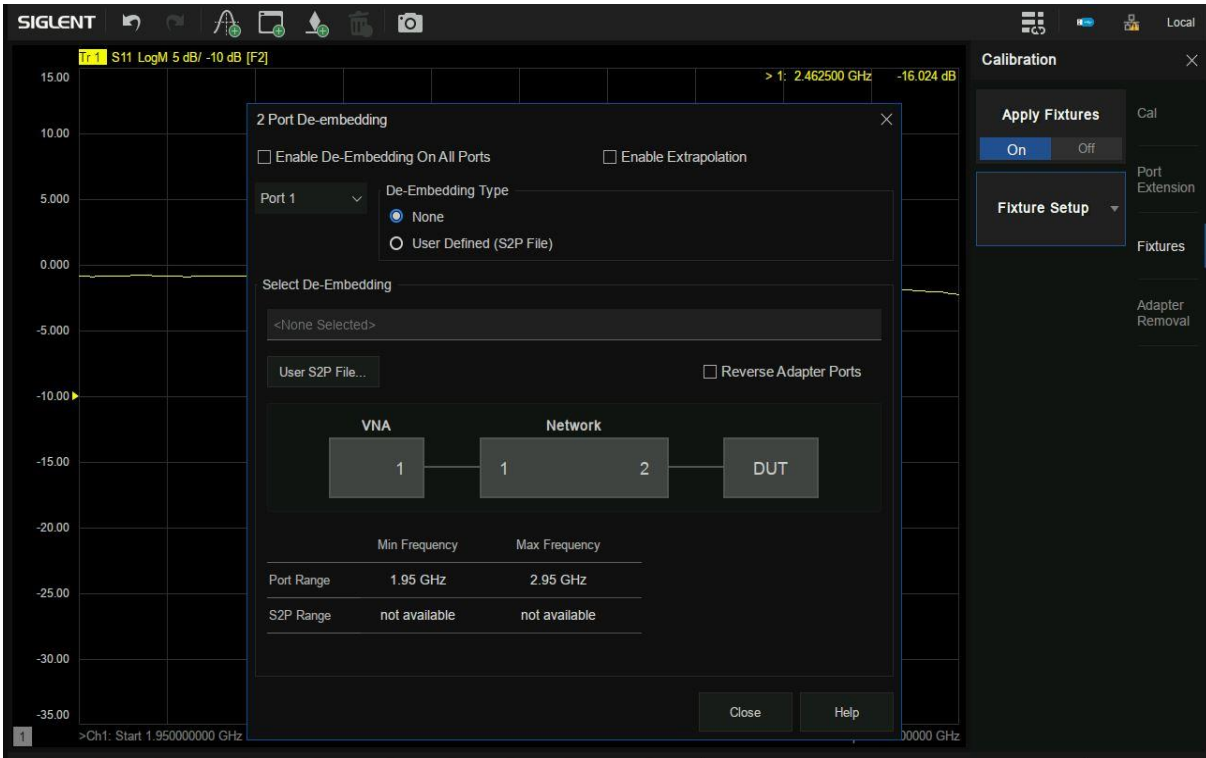 SIGLENT
Local
Tr 1 S11 LogM 5 dB/ -10 dB [F2]
> 1: 2.462500 GHz -16.024 dB
15.00
10.00
5.000
0.000
-5.000
-10.00
-15.00
-20.00
-25.00
-30.00
-35.00
1
>Ch1: Start 1.950000000 GHz
00000 GHz
2 Port De-embedding
Enable De-Embedding On All Ports
Enable Extrapolation
Port 1
De-Embedding Type
None
User Defined (S2P File)
Select De-Embedding
<None Selected>
User S2P File...
Reverse Adapter Ports
VNA
Network
1
1
2
DUT
Min Frequency Max Frequency
Port Range 1.95 GHz 2.95 GHz
S2P Range not available not available
Close
Help
Calibration
Apply Fixtures
On Off
Fixture Setup
Cal
Port
Extension
Fixtures
Adapter
Removal